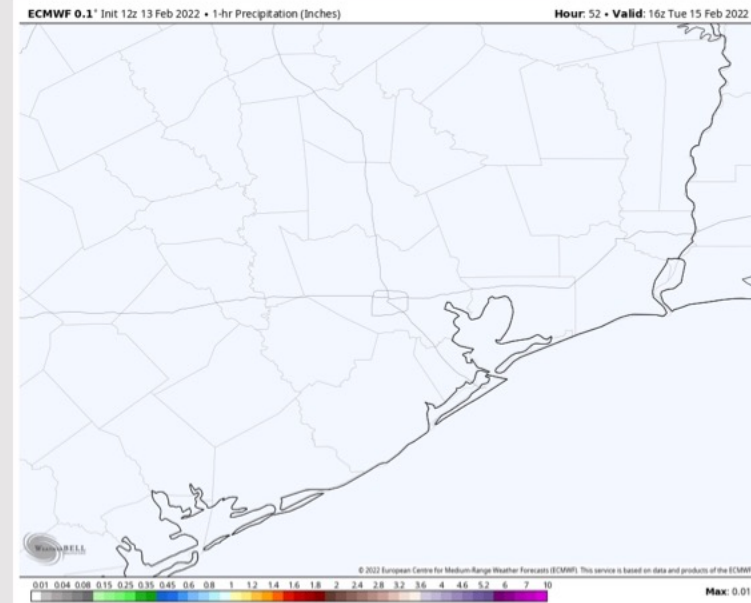 ECMWF 0.1° Init 12z 13 Feb 2022 • 1-hr Precipitation (Inches) Hour: 52 • Valid: 16z Tue 15 Feb 2022
WeatherBELL
© 2022 European Centre for Medium-Range Weather Forecasts (ECMWF). This service is based on data and products of the ECMWF
0.01 0.04 0.08 0.15 0.25 0.35 0.45 0.6 0.8 1 1.2 1.4 1.6 1.8 2 2.4 2.8 3.2 3.6 4 4.6 5.2 6 7 10
Max: 0.01